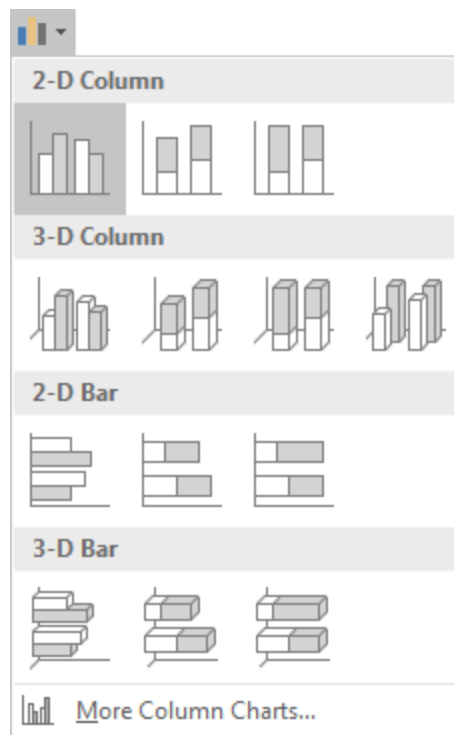 2-D Column
3-D Column
2-D Bar
3-D Bar
More Column Charts...